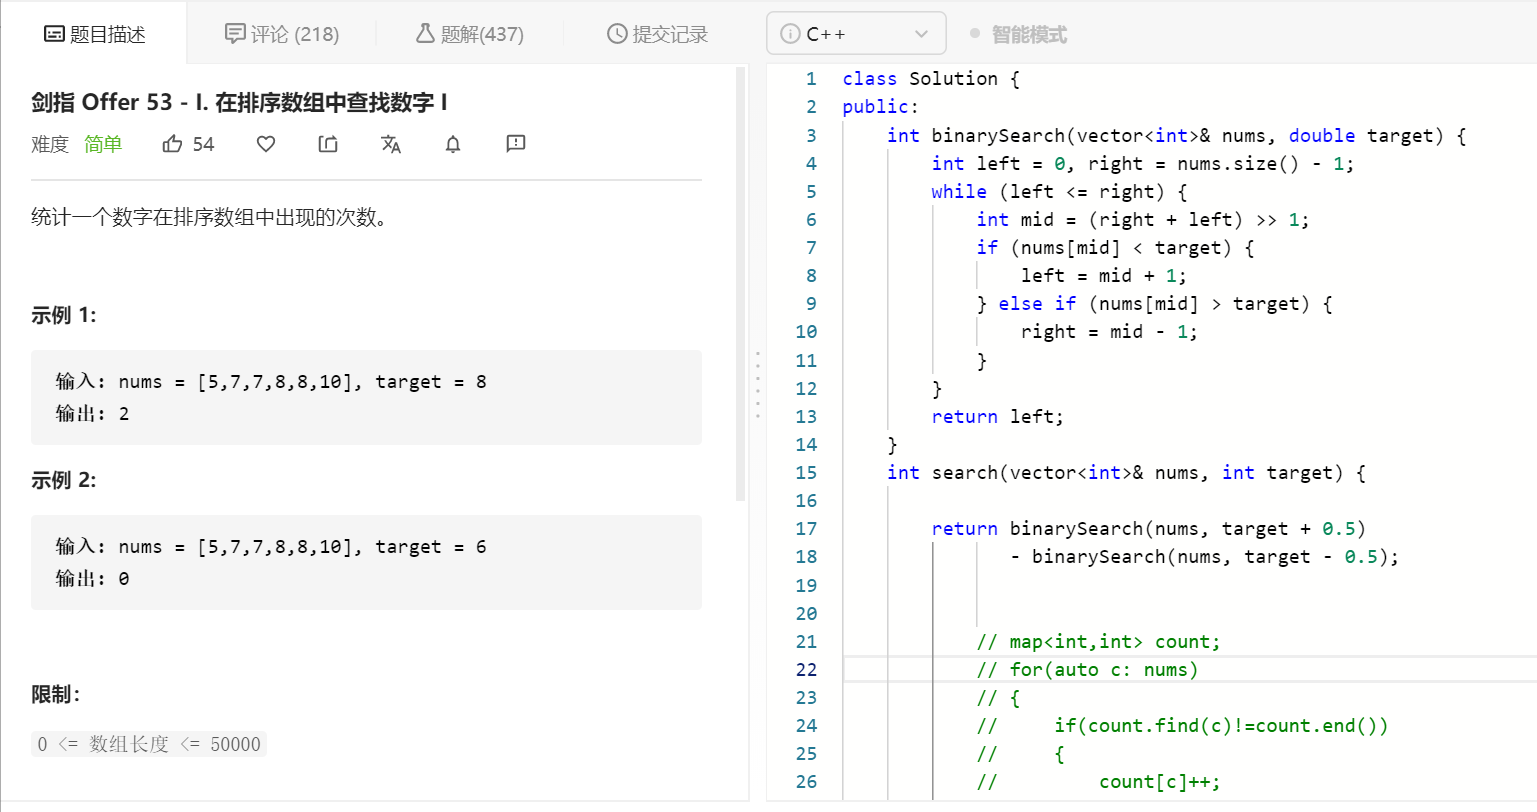 题目描述
评论 (218)
题解(437)
提交记录
剑指 Offer 53 - I. 在排序数组中查找数字 I
难度 简单 54
统计一个数字在排序数组中出现的次数。
示例 1:
输入: nums = [5,7,7,8,8,10], target = 8
输出: 2
示例 2:
输入: nums = [5,7,7,8,8,10], target = 6
输出: 0
限制：
0 <= 数组长度 <= 50000
C++
智能模式
1 class Solution {
2 public:
3     int binarySearch(vector<int>& nums, double target) {
4         int left = 0, right = nums.size() - 1;
5         while (left <= right) {
6             int mid = (right + left) >> 1;
7             if (nums[mid] < target) {
8                 left = mid + 1;
9             } else if (nums[mid] > target) {
10                 right = mid - 1;
11             }
12         }
13         return left;
14     }
15     int search(vector<int>& nums, int target) {
16
17         return binarySearch(nums, target + 0.5)
18                - binarySearch(nums, target - 0.5);
19
20
21             // map<int,int> count;
22             // for(auto c: nums)
23             // {
24             //     if(count.find(c)!=count.end())
25             //     {
26             //         count[c]++;